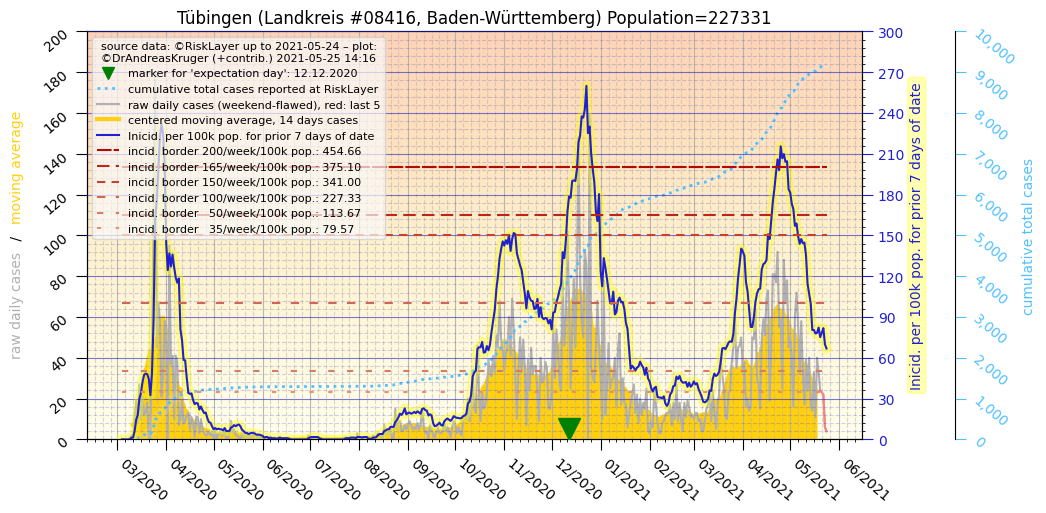 Tübingen (Landkreis #08416, Baden-Württemberg) Population=227331
source data: ©RiskLayer up to 2021-05-24 – plot:
©DrAndreasKruger (+contrib.) 2021-05-25 14:16
marker for 'expectation day': 12.12.2020
cumulative total cases reported at RiskLayer
raw daily cases (weekend-flawed), red: last 5
centered moving average, 14 days cases
Inicid. per 100k pop. for prior 7 days of date
incid. border 200/week/100k pop.: 454.66
incid. border 165/week/100k pop.: 375.10
incid. border 150/week/100k pop.: 341.00
incid. border 100/week/100k pop.: 227.33
incid. border 50/week/100k pop.: 113.67
incid. border 35/week/100k pop.: 79.57
raw daily cases / moving average
200
180
160
140
120
100
80
60
40
20
0
03/2020
04/2020
05/2020
06/2020
07/2020
08/2020
09/2020
10/2020
11/2020
12/2020
01/2021
02/2021
03/2021
04/2021
05/2021
06/2021
300
270
240
210
180
150
120
90
60
30
0
Inicid. per 100k pop. for prior 7 days of date
10,000
9,000
8,000
7,000
6,000
5,000
4,000
3,000
2,000
1,000
0
cumulative total cases